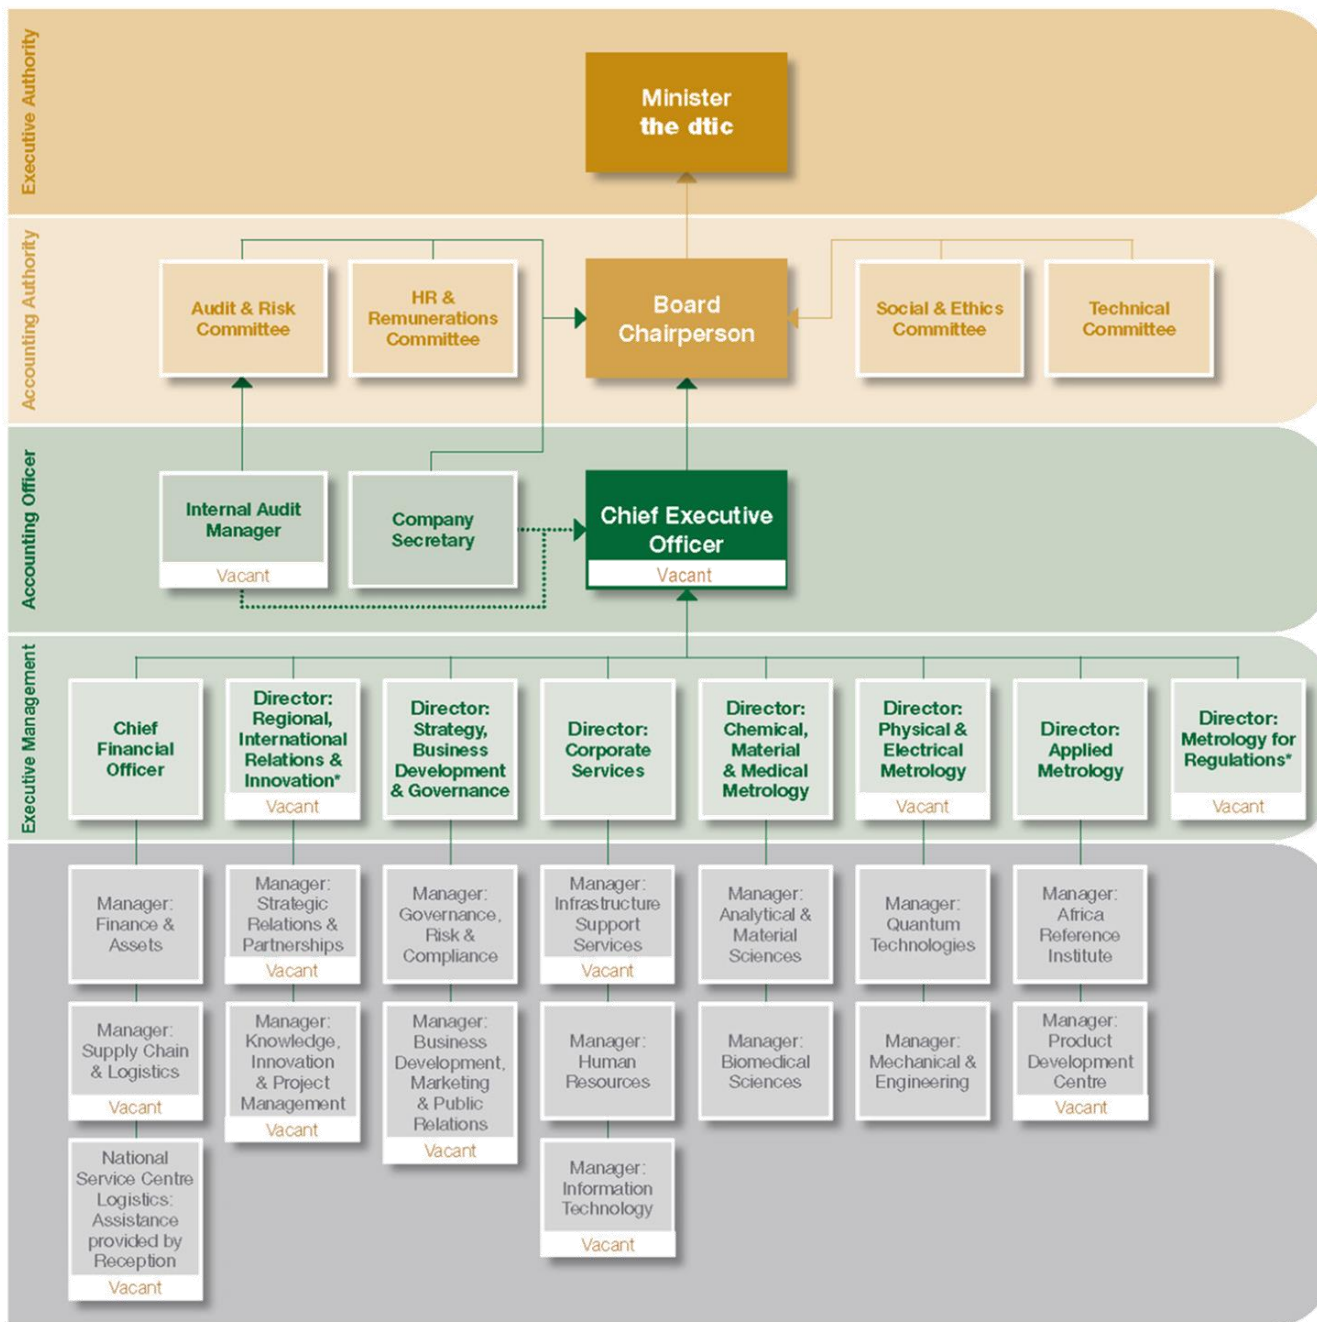 Executive Authority
Minister
the dtic
Accounting Authority
Audit & Risk
Committee
HR &
Remunerations
Committee
Board
Chairperson
Social & Ethics
Committee
Technical
Committee
Accounting Officer
Internal Audit
Manager
Vacant
Company
Secretary
Chief Executive
Officer
Vacant
Executive Management
Chief
Financial
Officer
Director:
Regional,
International
Relations &
Innovation*
Vacant
Director:
Strategy,
Business
Development
& Governance
Director:
Corporate
Services
Director:
Chemical,
Material
& Medical
Metrology
Director:
Physical &
Electrical
Metrology
Vacant
Director:
Applied
Metrology
Director:
Metrology for
Regulations*
Vacant
Manager:
Finance &
Assets
Manager:
Strategic
Relations &
Partnerships
Vacant
Manager:
Governance,
Risk &
Compliance
Manager:
Infrastructure
Support
Services
Vacant
Manager:
Analytical &
Material
Sciences
Manager:
Quantum
Technologies
Manager:
Africa
Reference
Institute
Manager:
Supply Chain
& Logistics
Vacant
Manager:
Knowledge,
Innovation
& Project
Management
Vacant
Manager:
Business
Development,
Marketing
& Public
Relations
Vacant
Manager:
Human
Resources
Manager:
Biomedical
Sciences
Manager:
Mechanical &
Engineering
Manager:
Product
Development
Centre
Vacant
National
Service Centre
Logistics:
Assistance
provided by
Reception
Vacant
Manager:
Information
Technology
Vacant